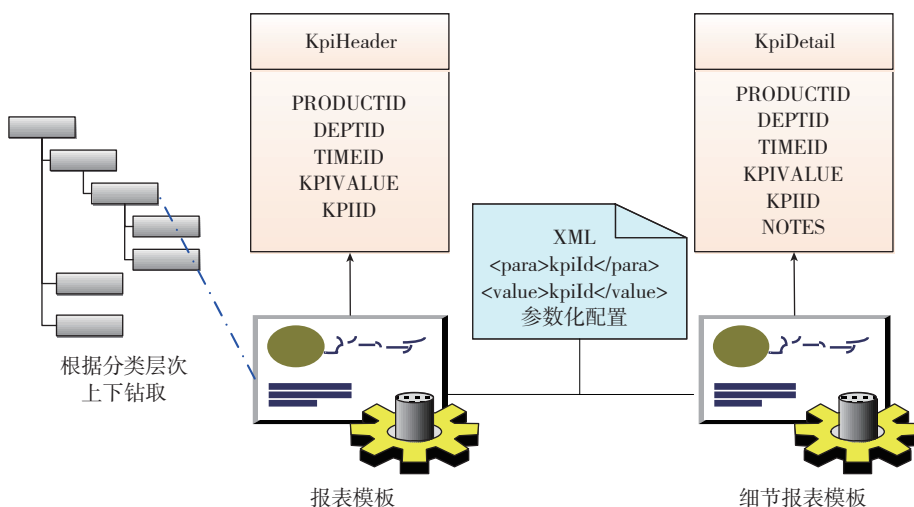 KpiHeader
PRODUCTID
DEPTID
TIMEID
KPIVALUE
KPIID
KpiDetail
PRODUCTID
DEPTID
TIMEID
KPIVALUE
KPIID
NOTES
XML
<para>kpiId</para>
<value>kpiId</value>
参数化配置
根据分类层次
上下钻取
报表模板
细节报表模板